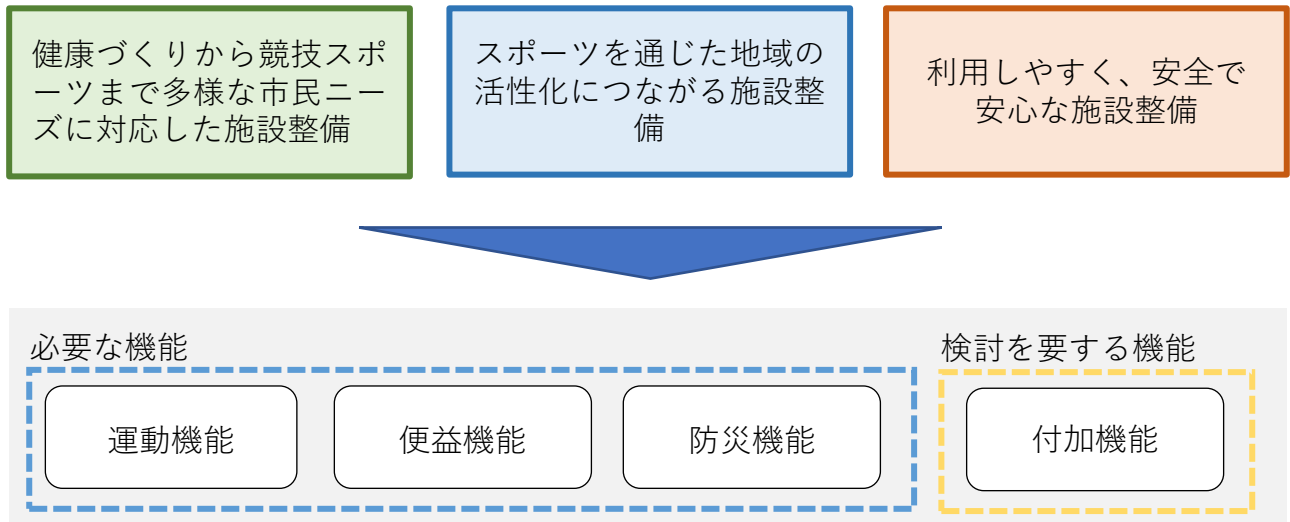 健康づくりから競技スポ
ーツまで多様な市民ニー
ズに対応した施設整備
スポーツを通じた地域の
活性化につながる施設整
備
利用しやすく、安全で
安心な施設整備
必要な機能
検討を要する機能
運動機能
便益機能
防災機能
付加機能